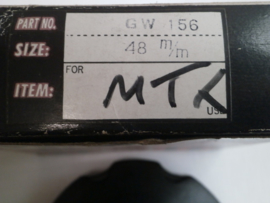 PART NO. GW 156
SIZE: 48 m/m
ITEM: FOR MTK USE